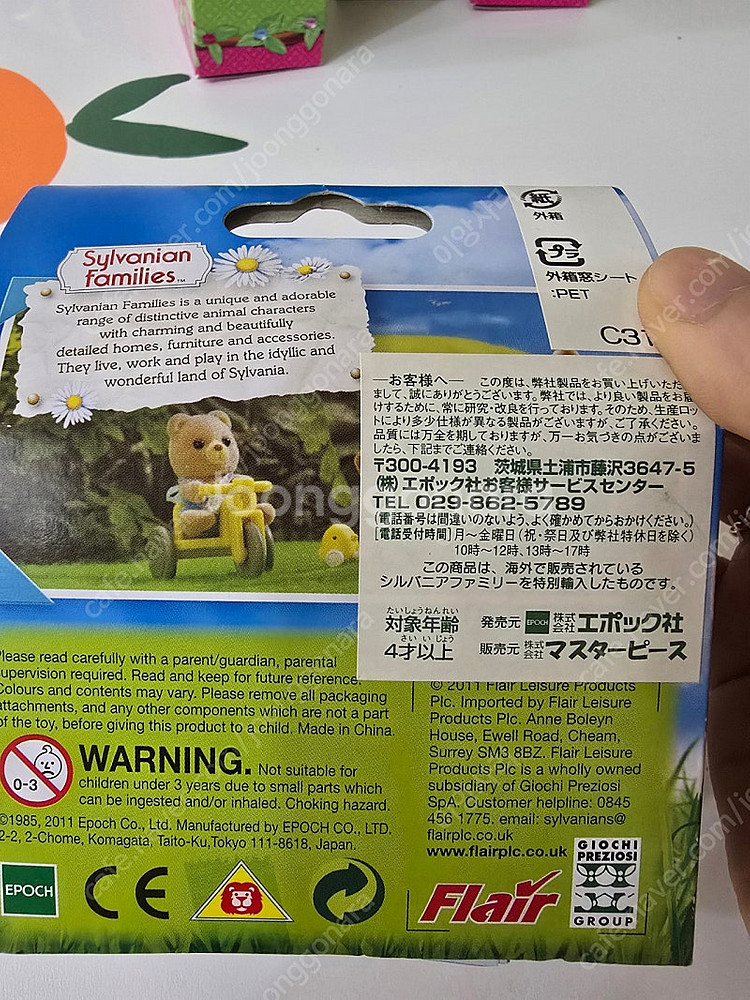 Sylvanian
Families™
Sylvanian Families is a unique and adorable
range of distinctive animal characters
with charming and beautifully
detailed homes, furniture and accessories.
They live, work and play in the idyllic and
wonderful land of Sylvania.
紙
外箱
プラ
外箱窓シート
:PET
C31
―お客様へ― この度は、弊社製品をお買い上げいただ
まして、誠にありがとうございます。弊社では、より良い製品をお届
けするために、常に研究・改良を行っております。そのため、生産ロッ
トにより多少仕様が異なる製品がございますが、ご了承ください。
品質には万全を期しておりますが、万一お気づきの点がございま
したら、下記までご連絡ください。
〒300-4193 茨城県土浦市藤沢3647-5
(株)エポック社お客様サービスセンター
TEL 029-862-5789
(電話番号は間違いのないよう、よく確かめてからおかけください。)
[電話受付時間]月~金曜日(祝・祭日及び弊社特休日を除く)
10時~12時、13時~17時
この商品は、海外で販売されている
シルバニアファミリーを特別輸入したものです。
たいしょうねんれい
対象年齢
さいいじょう
4才以上
発売元 EPOCH 株式会社エポック社
販売元 株式会社マスターピース
Please read carefully with a parent/guardian, parental
supervision required. Read and keep for future reference.
Colours and contents may vary. Please remove all packaging
attachments, and any other components which are not a part
of the toy, before giving this product to a child. Made in China.
0-3
WARNING. Not suitable for
children under 3 years due to small parts which
can be ingested and/or inhaled. Choking hazard.
©1985, 2011 Epoch Co., Ltd. Manufactured by EPOCH CO., LTD.
2-2, 2-Chome, Komagata, Taito-Ku,Tokyo 111-8618, Japan.
EPOCH
CE
© 2011 Flair Leisure Products
Plc. Imported by Flair Leisure
Products Plc. Anne Boleyn
House, Ewell Road, Cheam,
Surrey SM3 8BZ. Flair Leisure
Products Plc is a wholly owned
subsidiary of Giochi Preziosi
SpA. Customer helpline: 0845
456 1775. email: sylvanians@
flairplc.co.uk
www.flairplc.co.uk
Flair
GIOCHI
PREZIOSI
GROUP